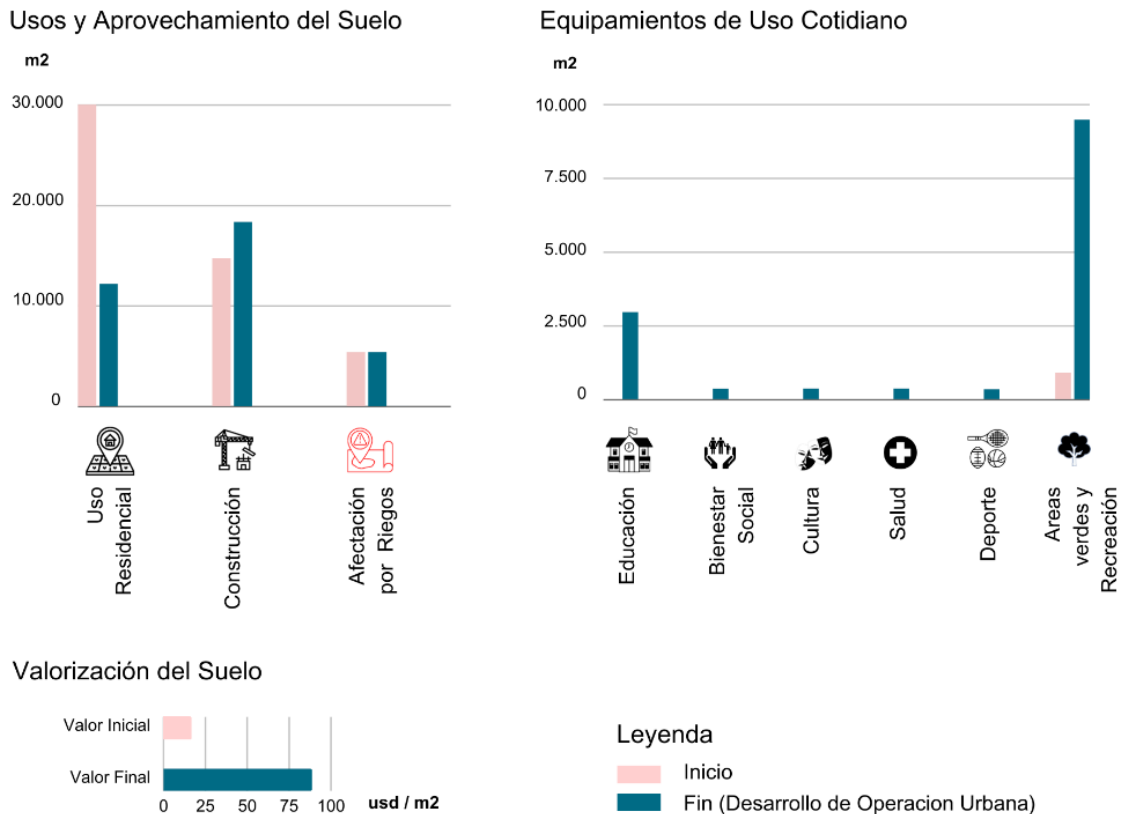 Usos y Aprovechamiento del Suelo
m2
30.000
20.000
10.000
0
Uso
Residencial
Construcción
Afectación
por Riegos
Equipamientos de Uso Cotidiano
m2
10.000
7.500
5.000
2.500
0
Educación
Bienestar
Social
Cultura
Salud
Deporte
Areas
verdes y
Recreación
Valorización del Suelo
Valor Inicial
Valor Final
0 25 50 75 100 usd / m2
Leyenda
Inicio
Fin (Desarrollo de Operacion Urbana)